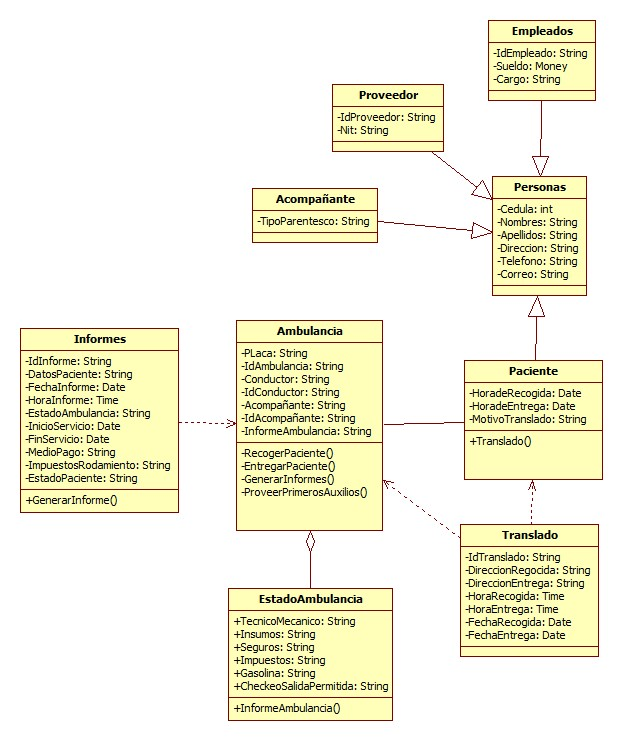 Empleados
-IdEmpleado: String
-Sueldo: Money
-Cargo: String
Proveedor
-IdProveedor: String
-Nit: String
Personas
-Cedula: int
-Nombres: String
-Apellidos: String
-Direccion: String
-Telefono: String
-Correo: String
Acompañante
-TipoParentesco: String
Informes
-IdInforme: String
-DatosPaciente: String
-FechaInforme: Date
-HoraInforme: Time
-EstadoAmbulancia: String
-InicioServicio: Date
-FinServicio: Date
-MedioPago: String
-ImpuestosRodamiento: String
-EstadoPaciente: String
+GenerarInforme()
Ambulancia
-PLaca: String
-IdAmbulancia: String
-Conductor: String
-IdConductor: String
-Acompañante: String
-IdAcompañante: String
-InformeAmbulancia: String
-RecogerPaciente()
-EntregarPaciente()
-GenerarInformes()
-ProveerPrimerosAuxilios()
Paciente
-HoradeRecogida: Date
-HoradeEntrega: Date
-MotivoTranslado: String
+Translado()
Translado
-IdTranslado: String
-DireccionRegocida: String
-DireccionEntrega: String
-HoraRecogida: Time
-HoraEntrega: Time
-FechaRecogida: Date
-FechaEntrega: Date
EstadoAmbulancia
+TecnicoMecanico: String
+Insumos: String
+Seguros: String
+Impuestos: String
+Gasolina: String
+CheckeoSalidaPermitida: String
+InformeAmbulancia()